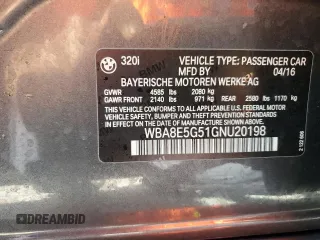 320i VEHICLE TYPE: PASSENGER CAR
MFD BY 04/16
BAYERISCHE MOTOREN WERKE AG
GVWR 4585 lbs 2080 kg
GAWR FRONT 2140 lbs 971 kg REAR 2580 lbs 1170 kg
THIS VEHICLE CONFORMS TO ALL APPLICABLE U.S. FEDERAL MOTOR
VEHICLE SAFETY, BUMPER, AND THEFT PREVENTION STANDARDS IN
EFFECT ON THE DATE OF MANUFACTURE SHOWN ABOVE.
WBA8E5G51GNU20198
©DREAMBID